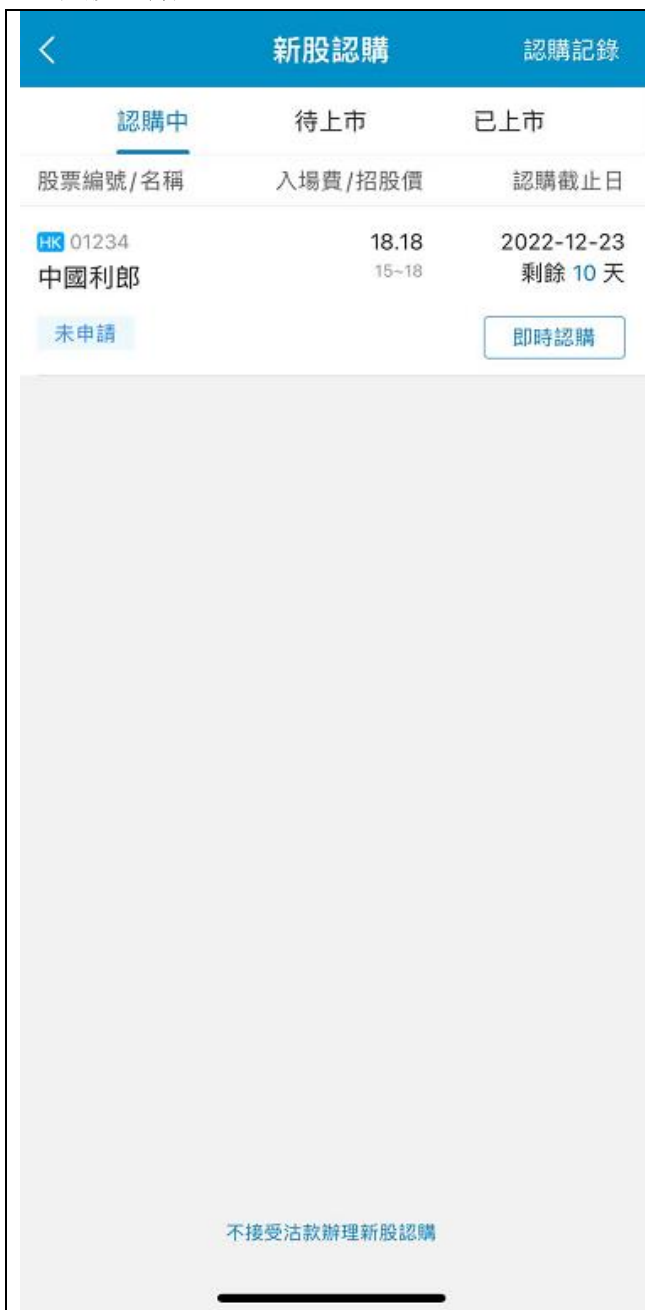 新股認購 認購記錄
認購中 待上市 已上市
股票編號/名稱 入場費/招股價 認購截止日
HK 01234 18.18 2022-12-23
中國利郎 15~18 剩餘 10 天
未申請 即時認購
不接受沽款辦理新股認購